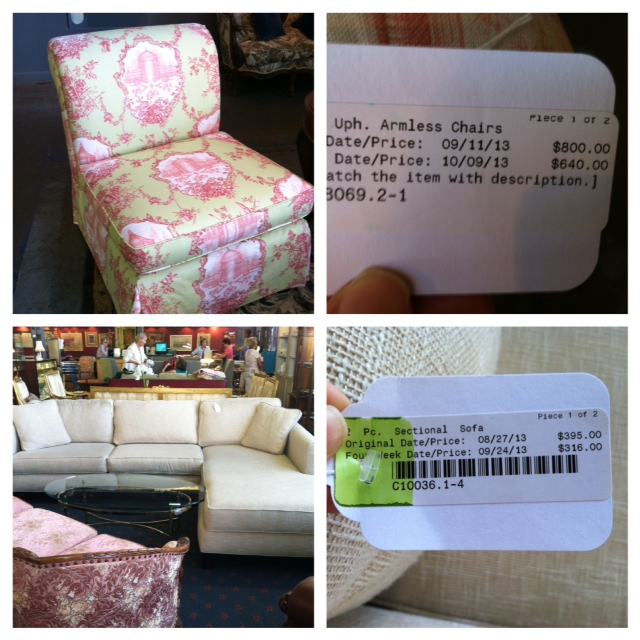 Piece 1 of 2
Uph. Armless Chairs
Date/Price: 09/11/13 $800.00
Date/Price: 10/09/13 $640.00
atch the item with description.]
8069.2-1
Piece 1 of 2
Pc. Sectional Sofa
Original Date/Price: 08/27/13 $395.00
Four Week Date/Price: 09/24/13 $316.00
C10036.1-4